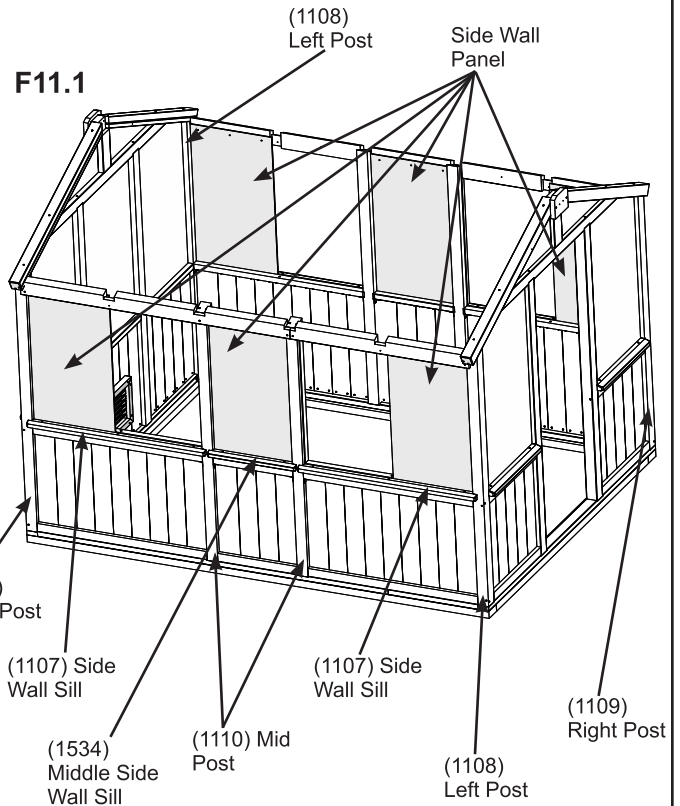 (1108)
Left Post
Side Wall
Panel
F11.1
)
Post
(1107) Side
Wall Sill
(1107) Side
Wall Sill
(1534)
Middle Side
Wall Sill
(1110) Mid
Post
(1108)
Left Post
(1109)
Right Post